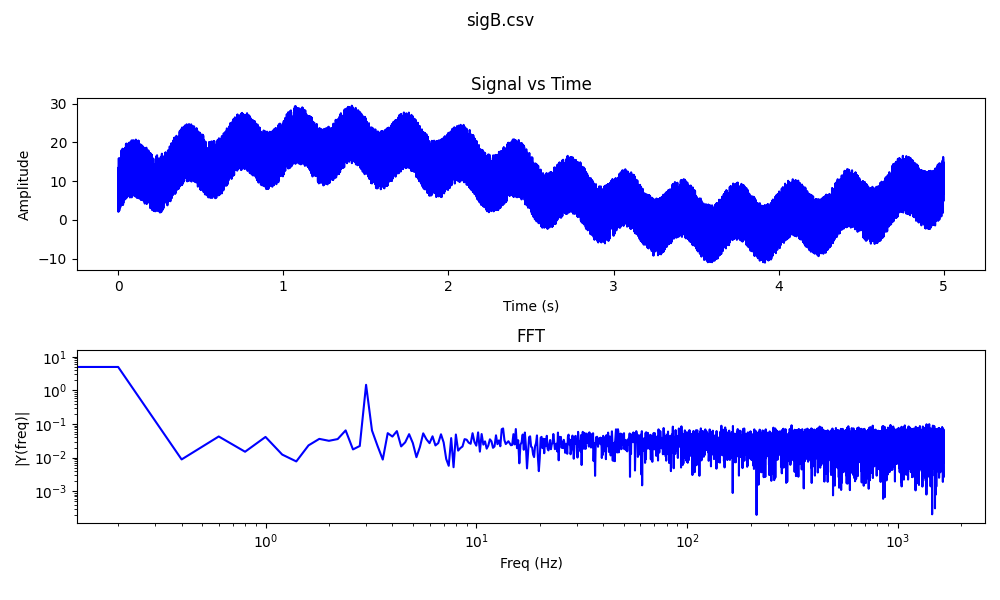 sigB.csv
Signal vs Time
Amplitude
30
20
10
0
−10
0 1 2 3 4 5
Time (s)
FFT
|Y(freq)|
10¹
10⁰
10⁻¹
10⁻²
10⁻³
10⁰ 10¹ 10² 10³
Freq (Hz)